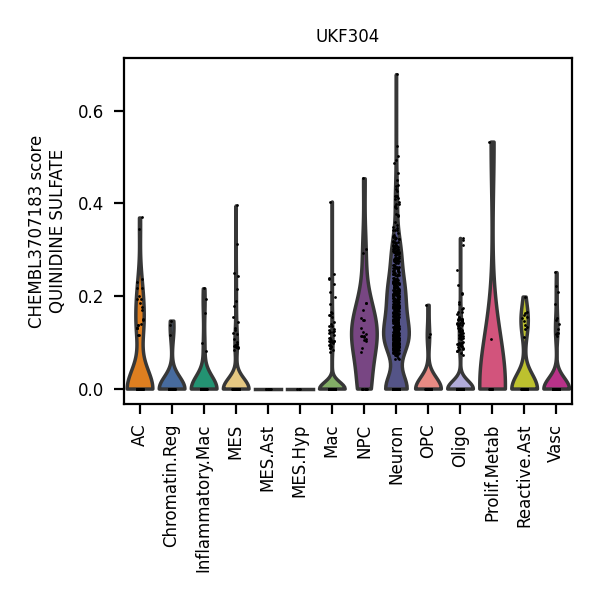 UKF304
CHEMBL3707183 score
QUINIDINE SULFATE
0.6
0.4
0.2
0.0
AC
Chromatin.Reg
Inflammatory.Mac
MES
MES.Ast
MES.Hyp
Mac
NPC
Neuron
OPC
Oligo
Prolif.Metab
Reactive.Ast
Vasc